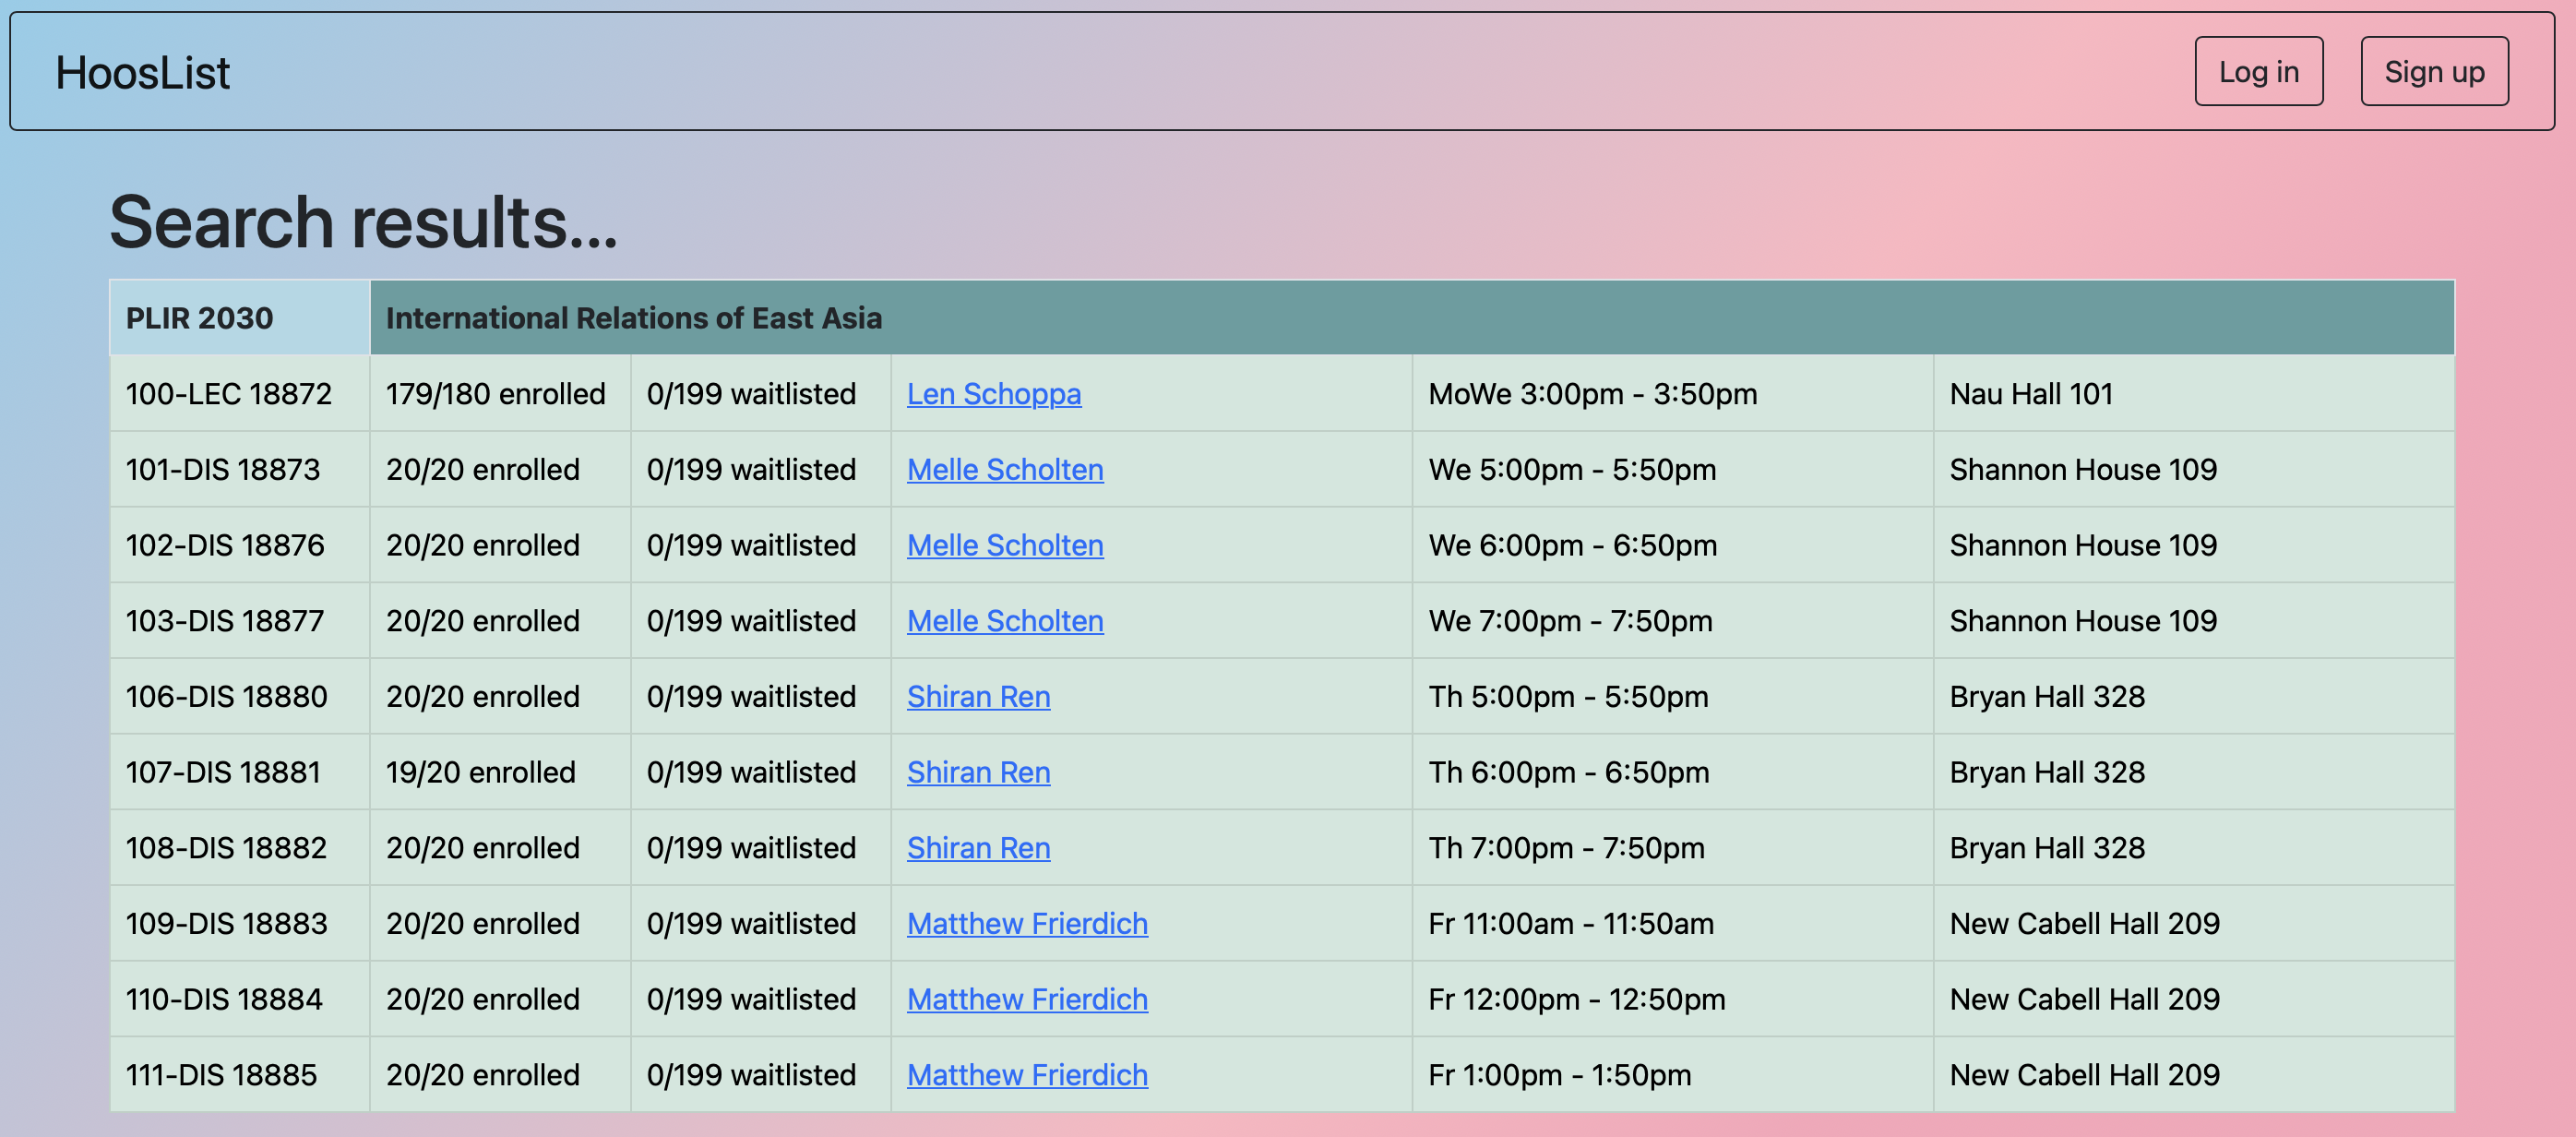 HoosList Log in Sign up
Search results...
PLIR 2030 International Relations of East Asia
100-LEC 18872 179/180 enrolled 0/199 waitlisted Len Schoppa MoWe 3:00pm - 3:50pm Nau Hall 101
101-DIS 18873 20/20 enrolled 0/199 waitlisted Melle Scholten We 5:00pm - 5:50pm Shannon House 109
102-DIS 18876 20/20 enrolled 0/199 waitlisted Melle Scholten We 6:00pm - 6:50pm Shannon House 109
103-DIS 18877 20/20 enrolled 0/199 waitlisted Melle Scholten We 7:00pm - 7:50pm Shannon House 109
106-DIS 18880 20/20 enrolled 0/199 waitlisted Shiran Ren Th 5:00pm - 5:50pm Bryan Hall 328
107-DIS 18881 19/20 enrolled 0/199 waitlisted Shiran Ren Th 6:00pm - 6:50pm Bryan Hall 328
108-DIS 18882 20/20 enrolled 0/199 waitlisted Shiran Ren Th 7:00pm - 7:50pm Bryan Hall 328
109-DIS 18883 20/20 enrolled 0/199 waitlisted Matthew Frierdich Fr 11:00am - 11:50am New Cabell Hall 209
110-DIS 18884 20/20 enrolled 0/199 waitlisted Matthew Frierdich Fr 12:00pm - 12:50pm New Cabell Hall 209
111-DIS 18885 20/20 enrolled 0/199 waitlisted Matthew Frierdich Fr 1:00pm - 1:50pm New Cabell Hall 209